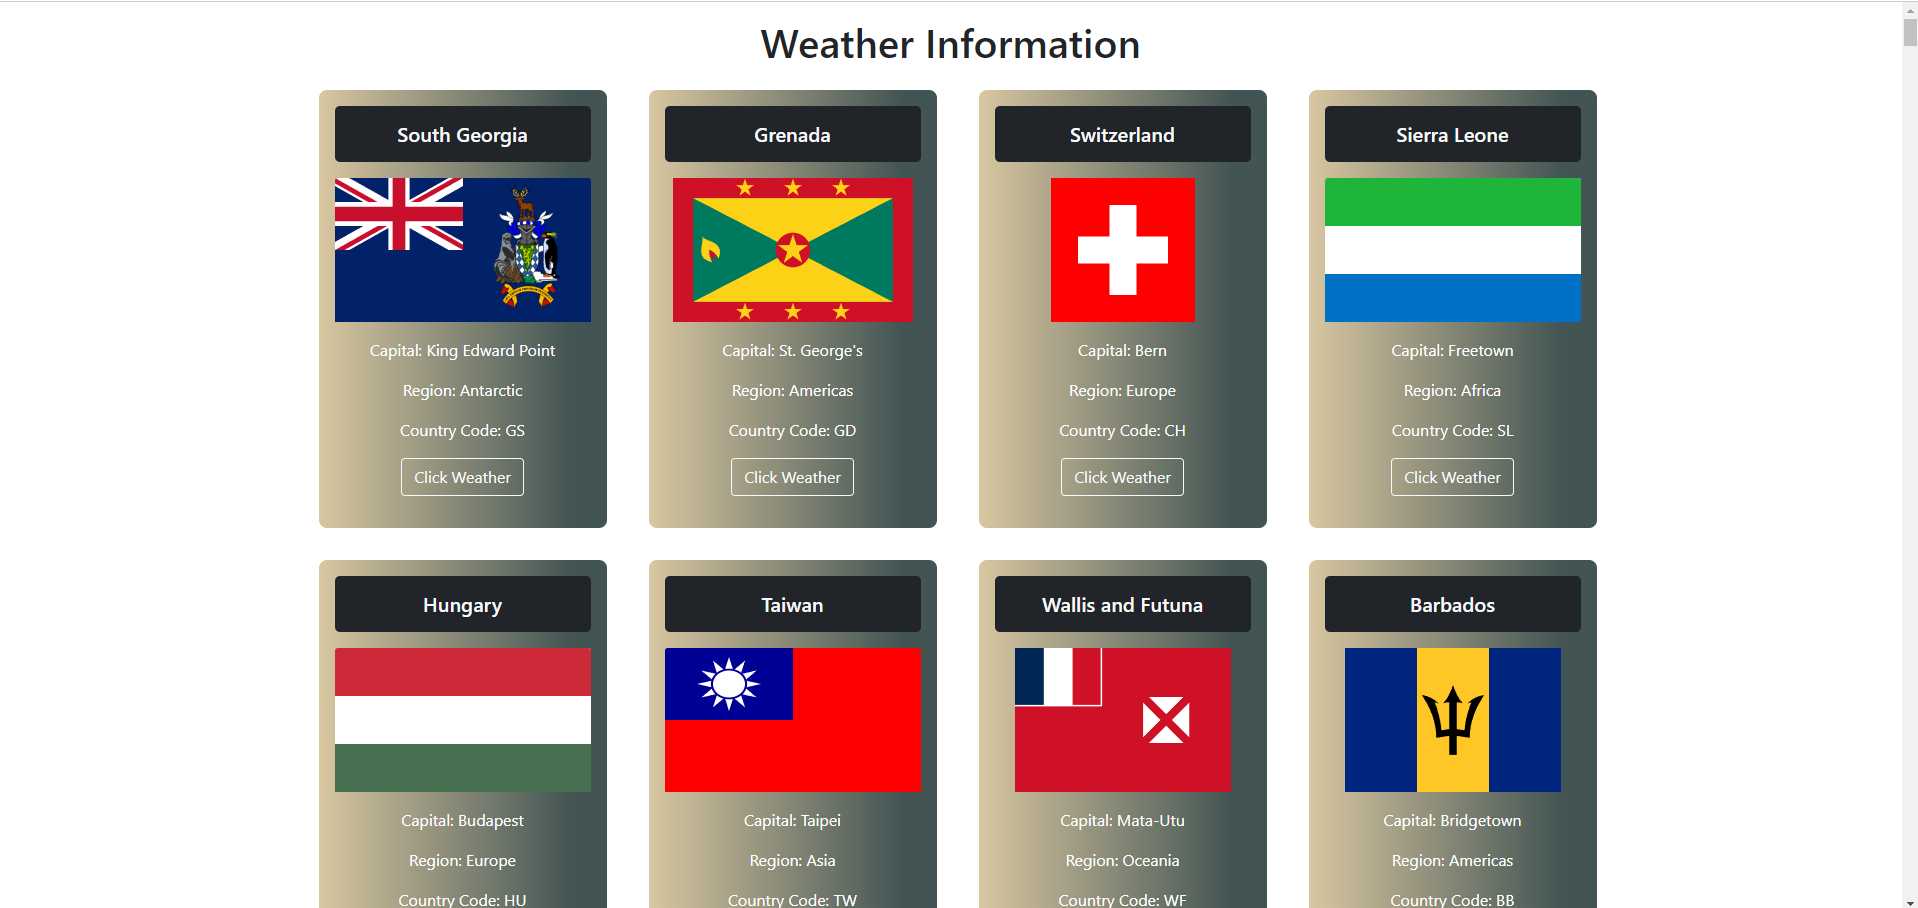 Weather Information
South Georgia
Capital: King Edward Point
Region: Antarctic
Country Code: GS
Click Weather
Grenada
Capital: St. George's
Region: Americas
Country Code: GD
Click Weather
Switzerland
Capital: Bern
Region: Europe
Country Code: CH
Click Weather
Sierra Leone
Capital: Freetown
Region: Africa
Country Code: SL
Click Weather
Hungary
Capital: Budapest
Region: Europe
Country Code: HU
Taiwan
Capital: Taipei
Region: Asia
Country Code: TW
Wallis and Futuna
Capital: Mata-Utu
Region: Oceania
Country Code: WF
Barbados
Capital: Bridgetown
Region: Americas
Country Code: BB